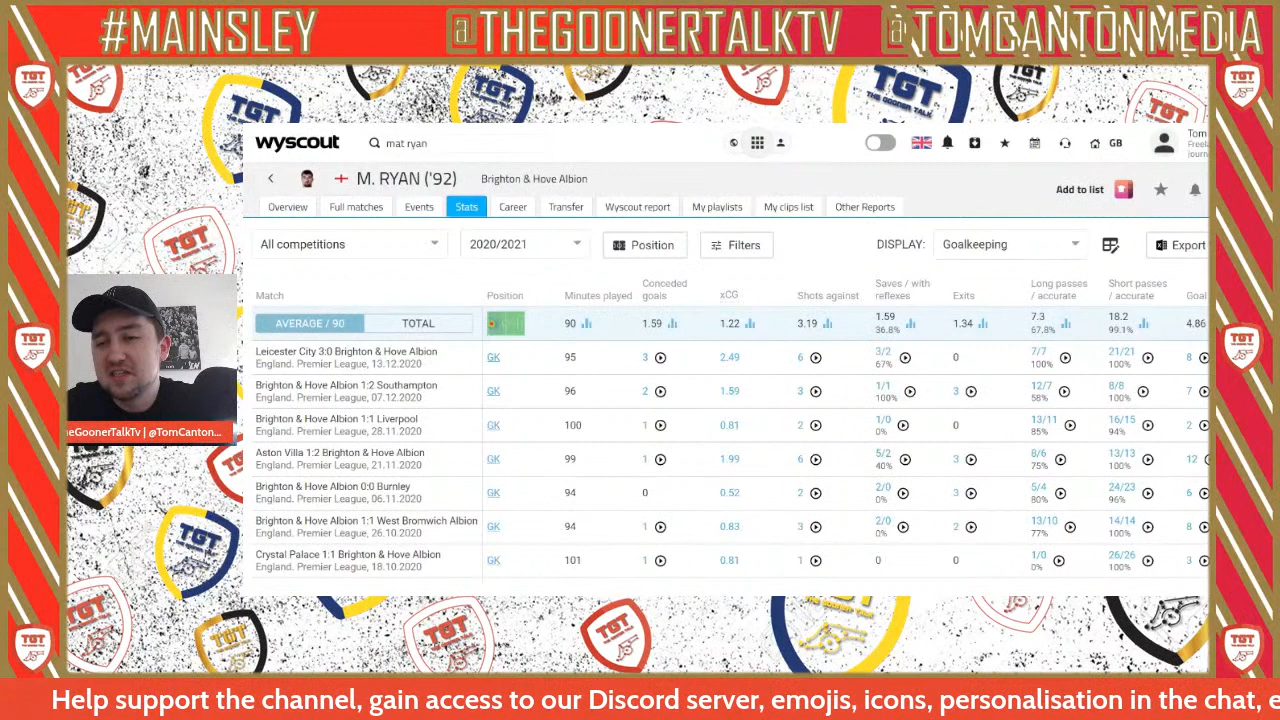 #MAINSLEY @THEGOONERTALKTV @TOMCANTONMEDIA
TGT
THE GOONER TALK
wyscout mat ryan GB Tom
M. RYAN ('92) Brighton & Hove Albion Add to list
Overview Full matches Events Stats Career Transfer Wyscout report My playlists My clips list Other Reports
All competitions 2020/2021 Position Filters DISPLAY: Goalkeeping Export
Match Position Minutes played Conceded goals xCG Shots against Saves / with reflexes Exits Long passes / accurate Short passes / accurate Goal
AVERAGE / 90 TOTAL 90 1.59 1.22 3.19 1.59 36.8% 1.34 7.3 67.8% 18.2 99.1% 4.86
Leicester City 3:0 Brighton & Hove Albion GK 95 3 2.49 6 3/2 0 7/7 21/21 8
England. Premier League, 13.12.2020 67% 100% 100%
Brighton & Hove Albion 1:2 Southampton GK 96 2 1.59 3 1/1 3 12/7 8/8 7
England. Premier League, 07.12.2020 100% 58% 100%
Brighton & Hove Albion 1:1 Liverpool GK 100 1 0.81 2 1/0 0 13/11 16/15 2
England. Premier League, 28.11.2020 0% 85% 94%
Aston Villa 1:2 Brighton & Hove Albion GK 99 1 1.99 6 5/2 3 8/6 13/13 12
England. Premier League, 21.11.2020 40% 75% 100%
Brighton & Hove Albion 0:0 Burnley GK 94 0 0.52 2 2/0 3 5/4 24/23 6
England. Premier League, 06.11.2020 0% 80% 96%
Brighton & Hove Albion 1:1 West Bromwich Albion GK 94 1 0.83 3 2/0 2 13/10 14/14 8
England. Premier League, 26.10.2020 0% 77% 100%
Crystal Palace 1:1 Brighton & Hove Albion GK 101 1 0.81 1 0 0 1/0 26/26 3
England. Premier League, 18.10.2020 0% 100%
heGoonerTalkTv | @TomCanton...
Help support the channel, gain access to our Discord server, emojis, icons, personalisation in the chat, e